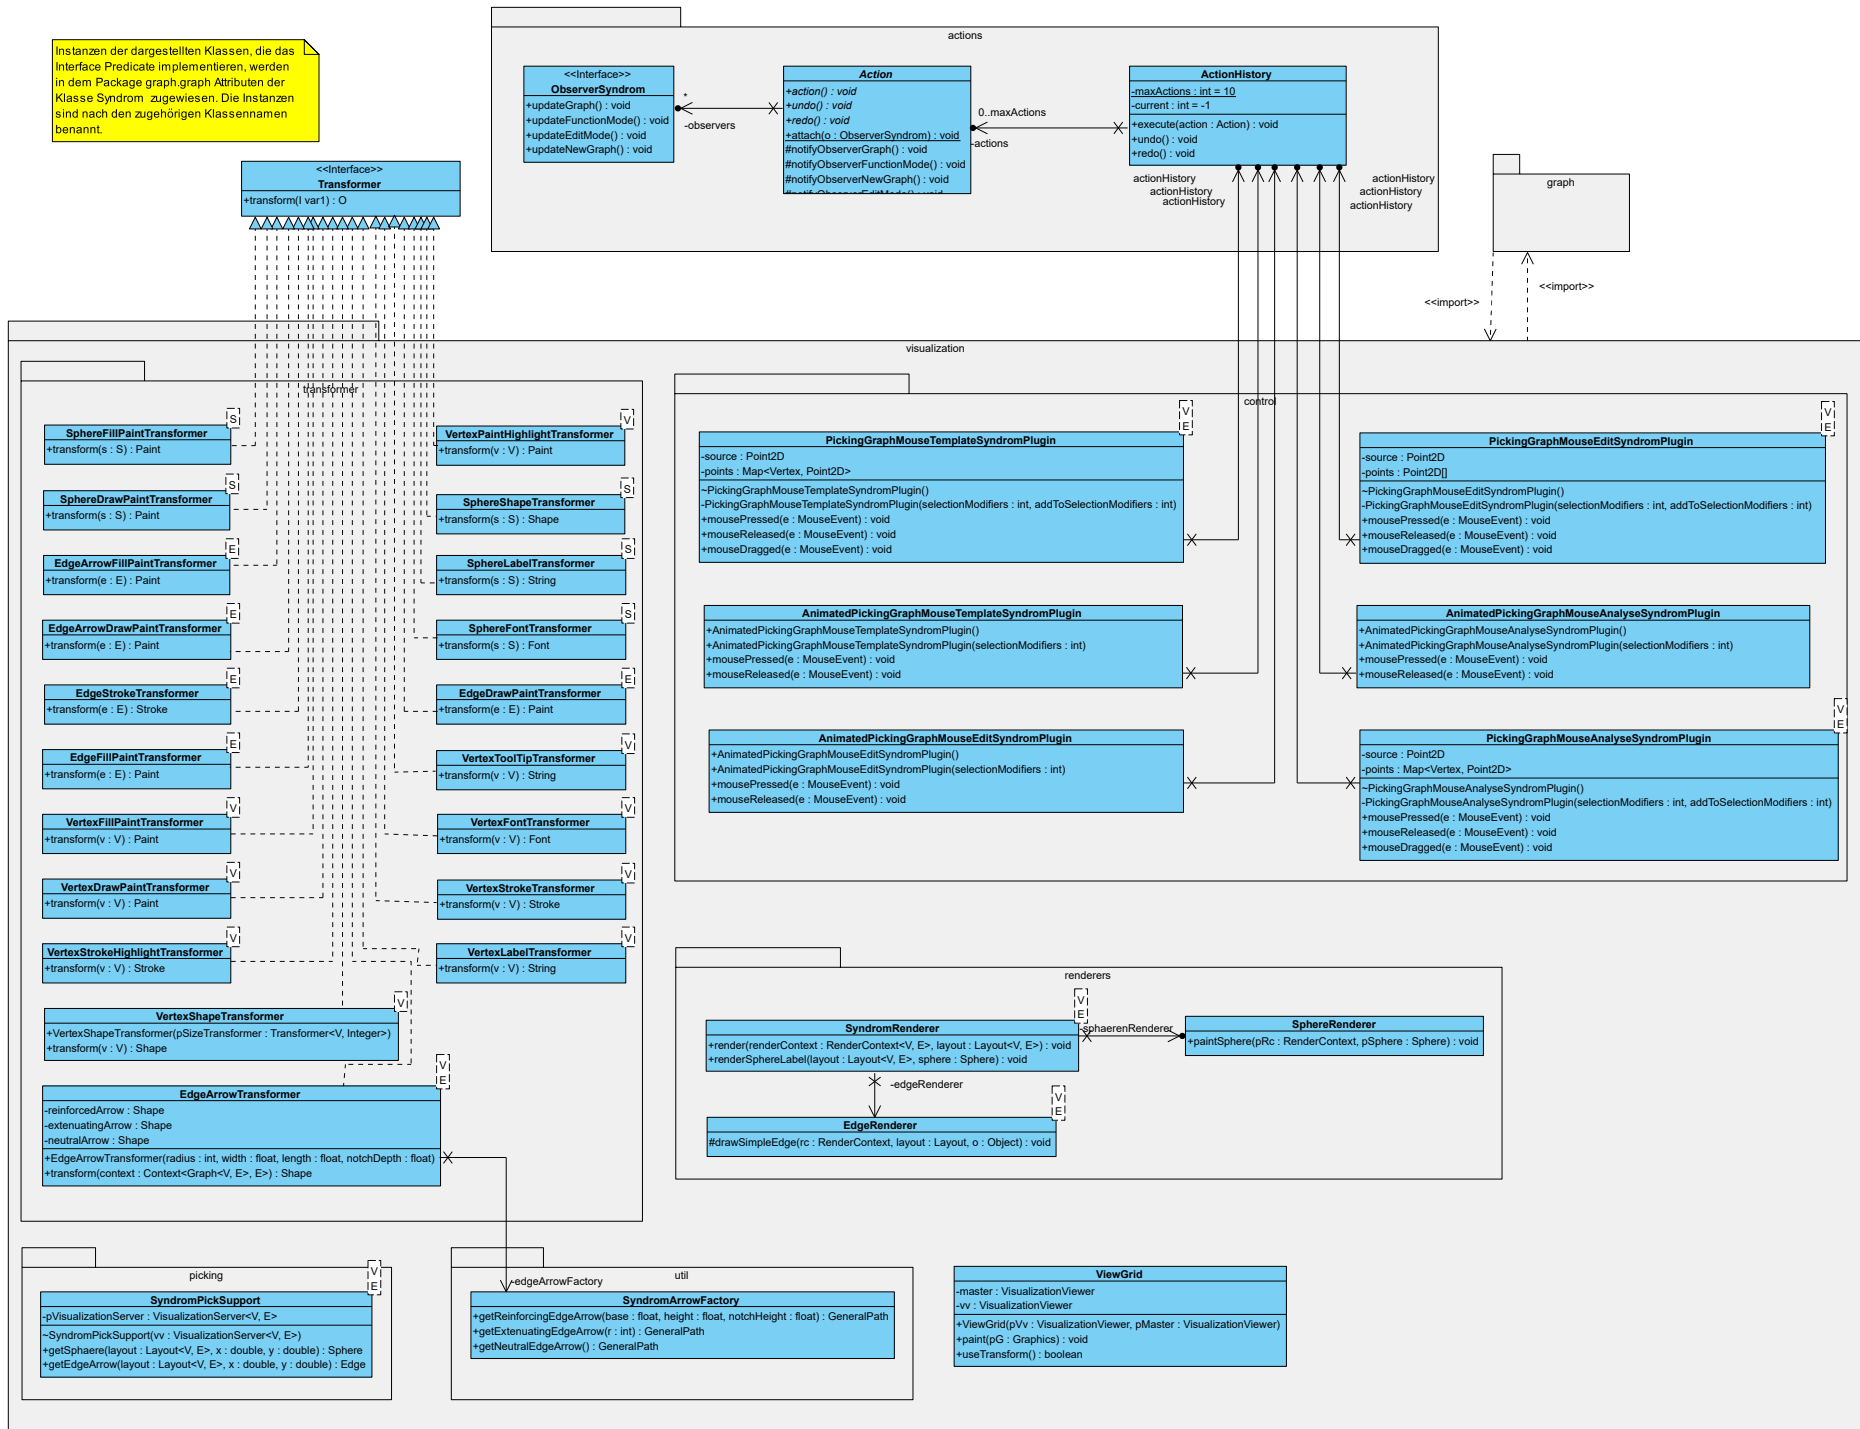 Instanzen der dargestellten Klassen, die das
Interface Predicate implementieren, werden
in dem Package graph.graph Attributen der
Klasse Syndrom zugewiesen. Die Instanzen
sind nach den zugehörigen Klassennamen
benannt.
<<Interface>>
Transformer
+transform(I var1) : O
actions
<<Interface>>
ObserverSyndrom
+updateGraph() : void
+updateFunctionMode() : void
+updateEditMode() : void
+updateNewGraph() : void
*
-observers
Action
+action() : void
+undo() : void
+redo() : void
+attach(o : ObserverSyndrom) : void
#notifyObserverGraph() : void
#notifyObserverFunctionMode() : void
#notifyObserverNewGraph() : void
#notifyObserverEditMode() : void
0..maxActions
-actions
ActionHistory
-maxActions : int = 10
-current : int = -1
+execute(action : Action) : void
+undo() : void
+redo() : void
actionHistory
actionHistory
actionHistory
actionHistory
actionHistory
actionHistory
graph
<<import>>
<<import>>
visualization
transformer
S
SphereFillPaintTransformer
+transform(s : S) : Paint
S
SphereDrawPaintTransformer
+transform(s : S) : Paint
E
EdgeArrowFillPaintTransformer
+transform(e : E) : Paint
E
EdgeArrowDrawPaintTransformer
+transform(e : E) : Paint
E
EdgeStrokeTransformer
+transform(e : E) : Stroke
E
EdgeFillPaintTransformer
+transform(e : E) : Paint
V
VertexFillPaintTransformer
+transform(v : V) : Paint
V
VertexDrawPaintTransformer
+transform(v : V) : Paint
V
VertexStrokeHighlightTransformer
+transform(v : V) : Stroke
V
VertexShapeTransformer
+VertexShapeTransformer(pSizeTransformer : Transformer<V, Integer>)
+transform(v : V) : Shape
V
E
EdgeArrowTransformer
-reinforcedArrow : Shape
-extenuatingArrow : Shape
-neutralArrow : Shape
+EdgeArrowTransformer(radius : int, width : float, length : float, notchDepth : float)
+transform(context : Context<Graph<V, E>, E>) : Shape
V
VertexPaintHighlightTransformer
+transform(v : V) : Paint
S
SphereShapeTransformer
+transform(s : S) : Shape
S
SphereLabelTransformer
+transform(s : S) : String
S
SphereFontTransformer
+transform(s : S) : Font
E
EdgeDrawPaintTransformer
+transform(e : E) : Paint
V
VertexToolTipTransformer
+transform(v : V) : String
V
VertexFontTransformer
+transform(v : V) : Font
V
VertexStrokeTransformer
+transform(v : V) : Stroke
V
VertexLabelTransformer
+transform(v : V) : String
control
V
E
PickingGraphMouseTemplateSyndromPlugin
-source : Point2D
-points : Map<Vertex, Point2D>
~PickingGraphMouseTemplateSyndromPlugin()
-PickingGraphMouseTemplateSyndromPlugin(selectionModifiers : int, addToSelectionModifiers : int)
+mousePressed(e : MouseEvent) : void
+mouseReleased(e : MouseEvent) : void
+mouseDragged(e : MouseEvent) : void
AnimatedPickingGraphMouseTemplateSyndromPlugin
+AnimatedPickingGraphMouseTemplateSyndromPlugin()
+AnimatedPickingGraphMouseTemplateSyndromPlugin(selectionModifiers : int)
+mousePressed(e : MouseEvent) : void
+mouseReleased(e : MouseEvent) : void
AnimatedPickingGraphMouseEditSyndromPlugin
+AnimatedPickingGraphMouseEditSyndromPlugin()
+AnimatedPickingGraphMouseEditSyndromPlugin(selectionModifiers : int)
+mousePressed(e : MouseEvent) : void
+mouseReleased(e : MouseEvent) : void
V
E
PickingGraphMouseEditSyndromPlugin
-source : Point2D
-points : Point2D[]
~PickingGraphMouseEditSyndromPlugin()
-PickingGraphMouseEditSyndromPlugin(selectionModifiers : int, addToSelectionModifiers : int)
+mousePressed(e : MouseEvent) : void
+mouseReleased(e : MouseEvent) : void
+mouseDragged(e : MouseEvent) : void
AnimatedPickingGraphMouseAnalyseSyndromPlugin
+AnimatedPickingGraphMouseAnalyseSyndromPlugin()
+AnimatedPickingGraphMouseAnalyseSyndromPlugin(selectionModifiers : int)
+mousePressed(e : MouseEvent) : void
+mouseReleased(e : MouseEvent) : void
V
E
PickingGraphMouseAnalyseSyndromPlugin
-source : Point2D
-points : Map<Vertex, Point2D>
~PickingGraphMouseAnalyseSyndromPlugin()
-PickingGraphMouseAnalyseSyndromPlugin(selectionModifiers : int, addToSelectionModifiers : int)
+mousePressed(e : MouseEvent) : void
+mouseReleased(e : MouseEvent) : void
+mouseDragged(e : MouseEvent) : void
renderers
V
E
SyndromRenderer
+render(renderContext : RenderContext<V, E>, layout : Layout<V, E>) : void
+renderSphereLabel(layout : Layout<V, E>, sphere : Sphere) : void
-sphaerenRenderer
SphereRenderer
+paintSphere(pRc : RenderContext, pSphere : Sphere) : void
-edgeRenderer
V
E
EdgeRenderer
#drawSimpleEdge(rc : RenderContext, layout : Layout, o : Object) : void
picking
V
E
SyndromPickSupport
-pVisualizationServer : VisualizationServer<V, E>
~SyndromPickSupport(vv : VisualizationServer<V, E>)
+getSphaere(layout : Layout<V, E>, x : double, y : double) : Sphere
+getEdgeArrow(layout : Layout<V, E>, x : double, y : double) : Edge
util
-edgeArrowFactory
SyndromArrowFactory
+getReinforcingEdgeArrow(base : float, height : float, notchHeight : float) : GeneralPath
+getExtenuatingEdgeArrow(r : int) : GeneralPath
+getNeutralEdgeArrow() : GeneralPath
ViewGrid
-master : VisualizationViewer
-vv : VisualizationViewer
+ViewGrid(pVv : VisualizationViewer, pMaster : VisualizationViewer)
+paint(pG : Graphics) : void
+useTransform() : boolean